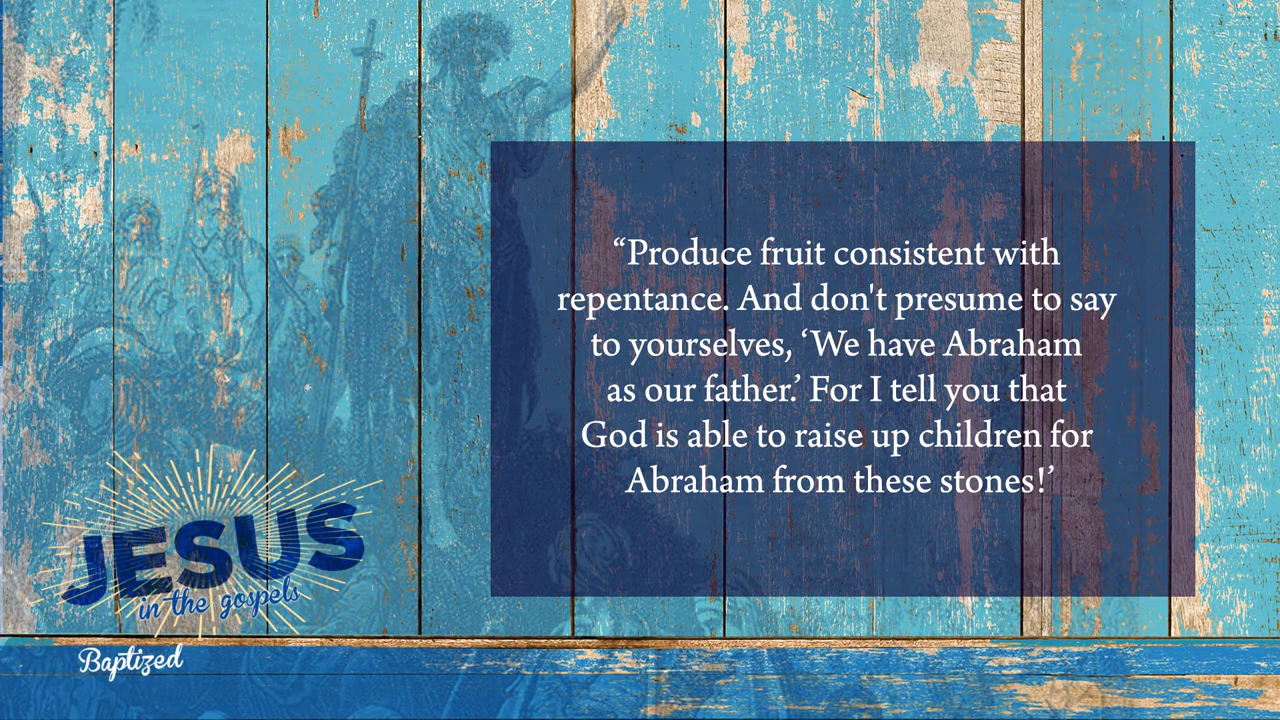 “Produce fruit consistent with
repentance. And don't presume to say
to yourselves, ‘We have Abraham
as our father.’ For I tell you that
God is able to raise up children for
Abraham from these stones!’
JESUS
in the gospels
Baptized